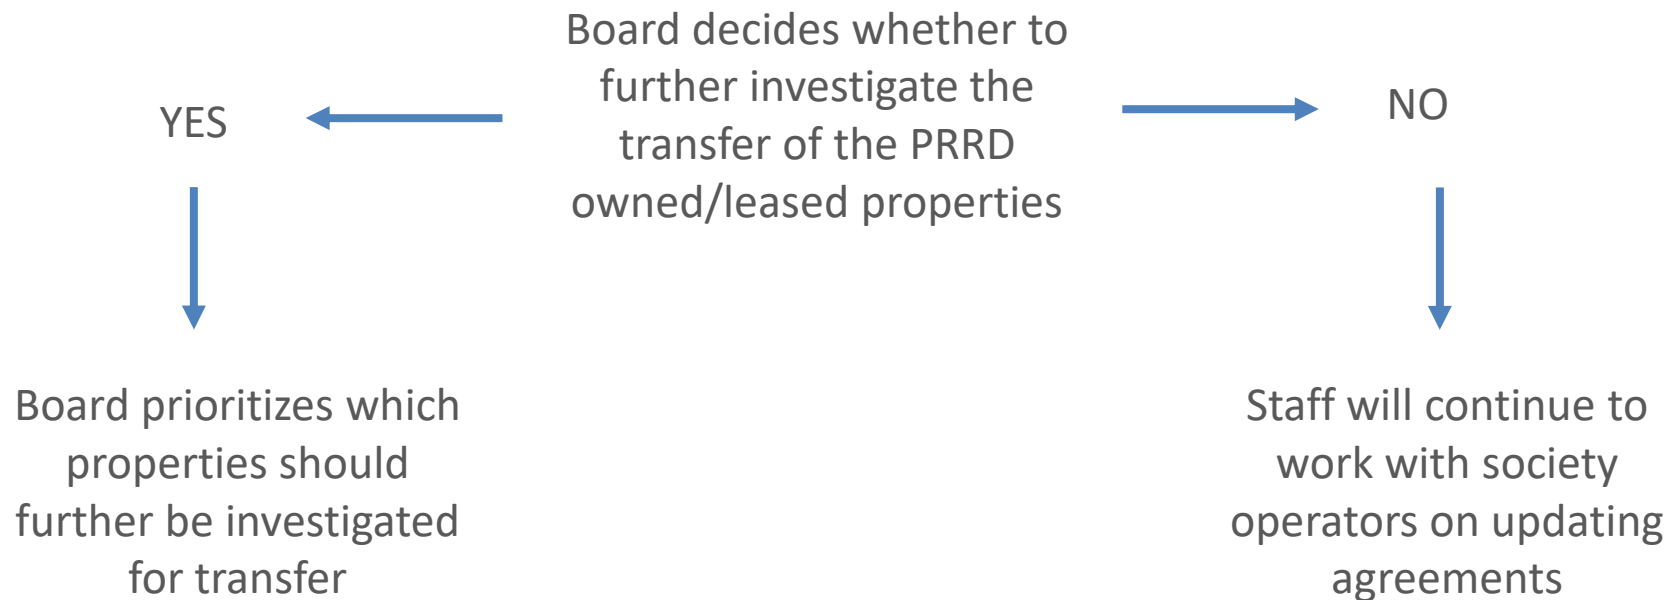 Board decides whether to
further investigate the
transfer of the PRRD
owned/leased properties
YES
NO
Board prioritizes which
properties should
further be investigated
for transfer
Staff will continue to
work with society
operators on updating
agreements